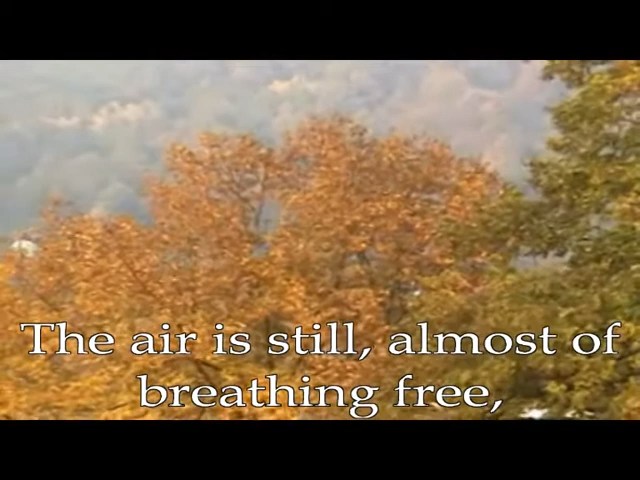 The air is still, almost of
breathing free,